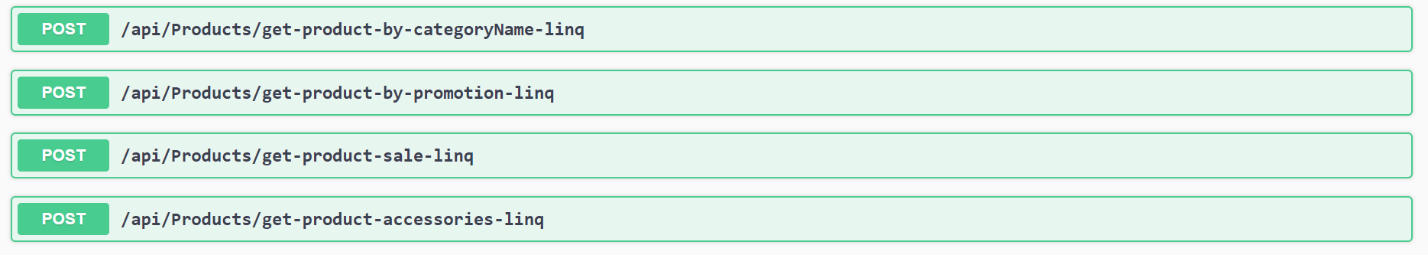 POST /api/Products/get-product-by-categoryName-linq
POST /api/Products/get-product-by-promotion-linq
POST /api/Products/get-product-sale-linq
POST /api/Products/get-product-accessories-linq